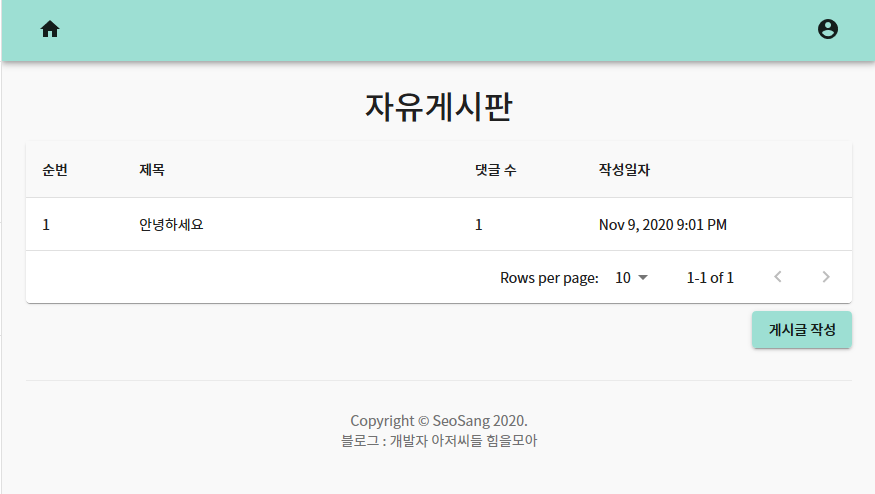 자유게시판
순번 제목 댓글 수 작성일자
1 안녕하세요 1 Nov 9, 2020 9:01 PM
Rows per page: 10 1-1 of 1
게시글 작성
Copyright © SeoSang 2020.
블로그 : 개발자 아저씨들 힘을모아